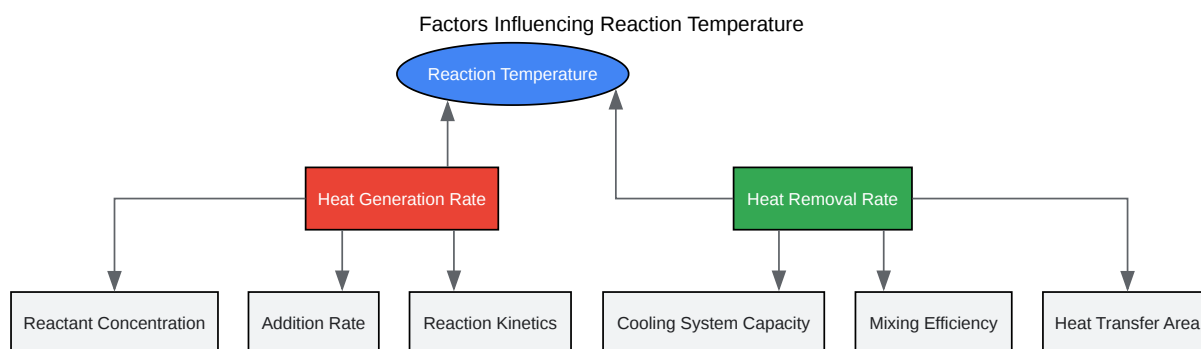 Factors Influencing Reaction Temperature
Reaction Temperature
Heat Generation Rate
Heat Removal Rate
Reactant Concentration
Addition Rate
Reaction Kinetics
Cooling System Capacity
Mixing Efficiency
Heat Transfer Area